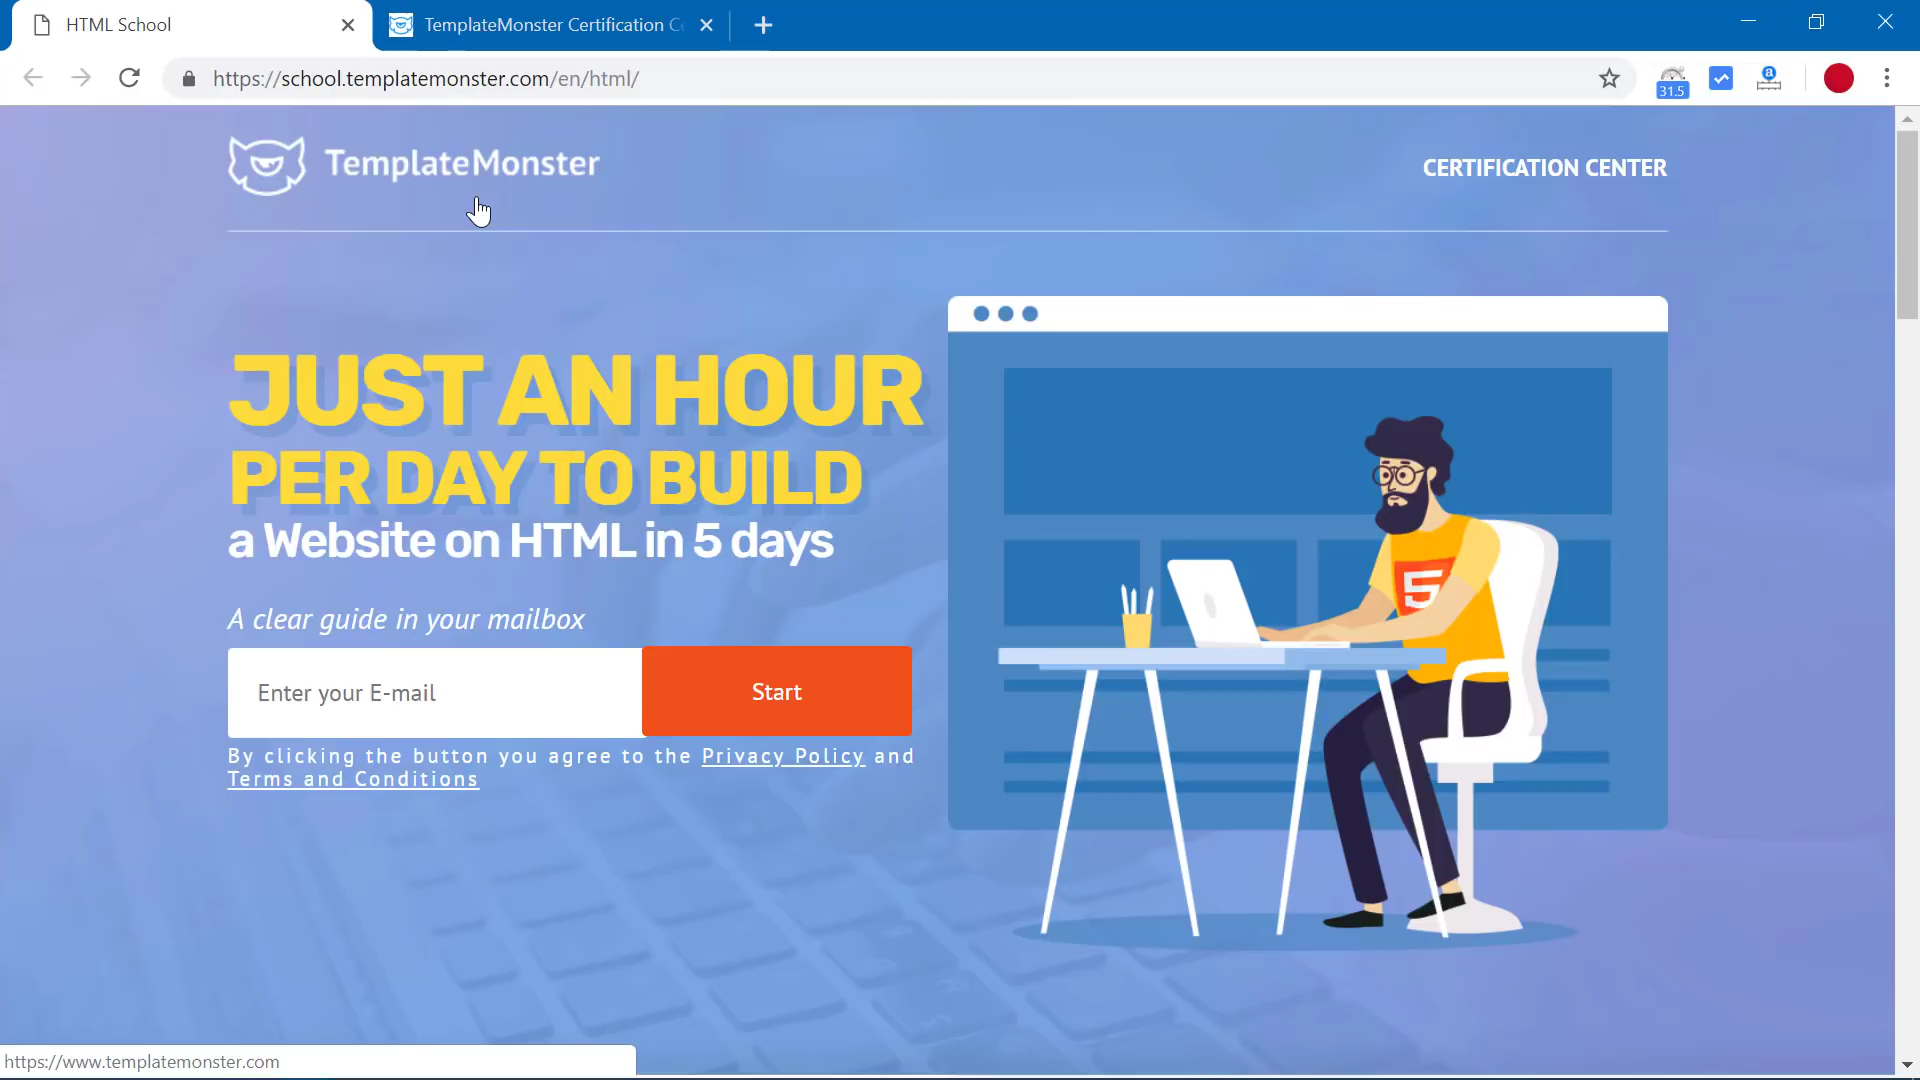 HTML School
TemplateMonster Certification C
https://school.templatemonster.com/en/html/
31.5
a
TemplateMonster
CERTIFICATION CENTER
JUST AN HOUR
PER DAY TO BUILD
a Website on HTML in 5 days
A clear guide in your mailbox
Enter your E-mail
Start
By clicking the button you agree to the Privacy Policy and
Terms and Conditions
5
https://www.templatemonster.com